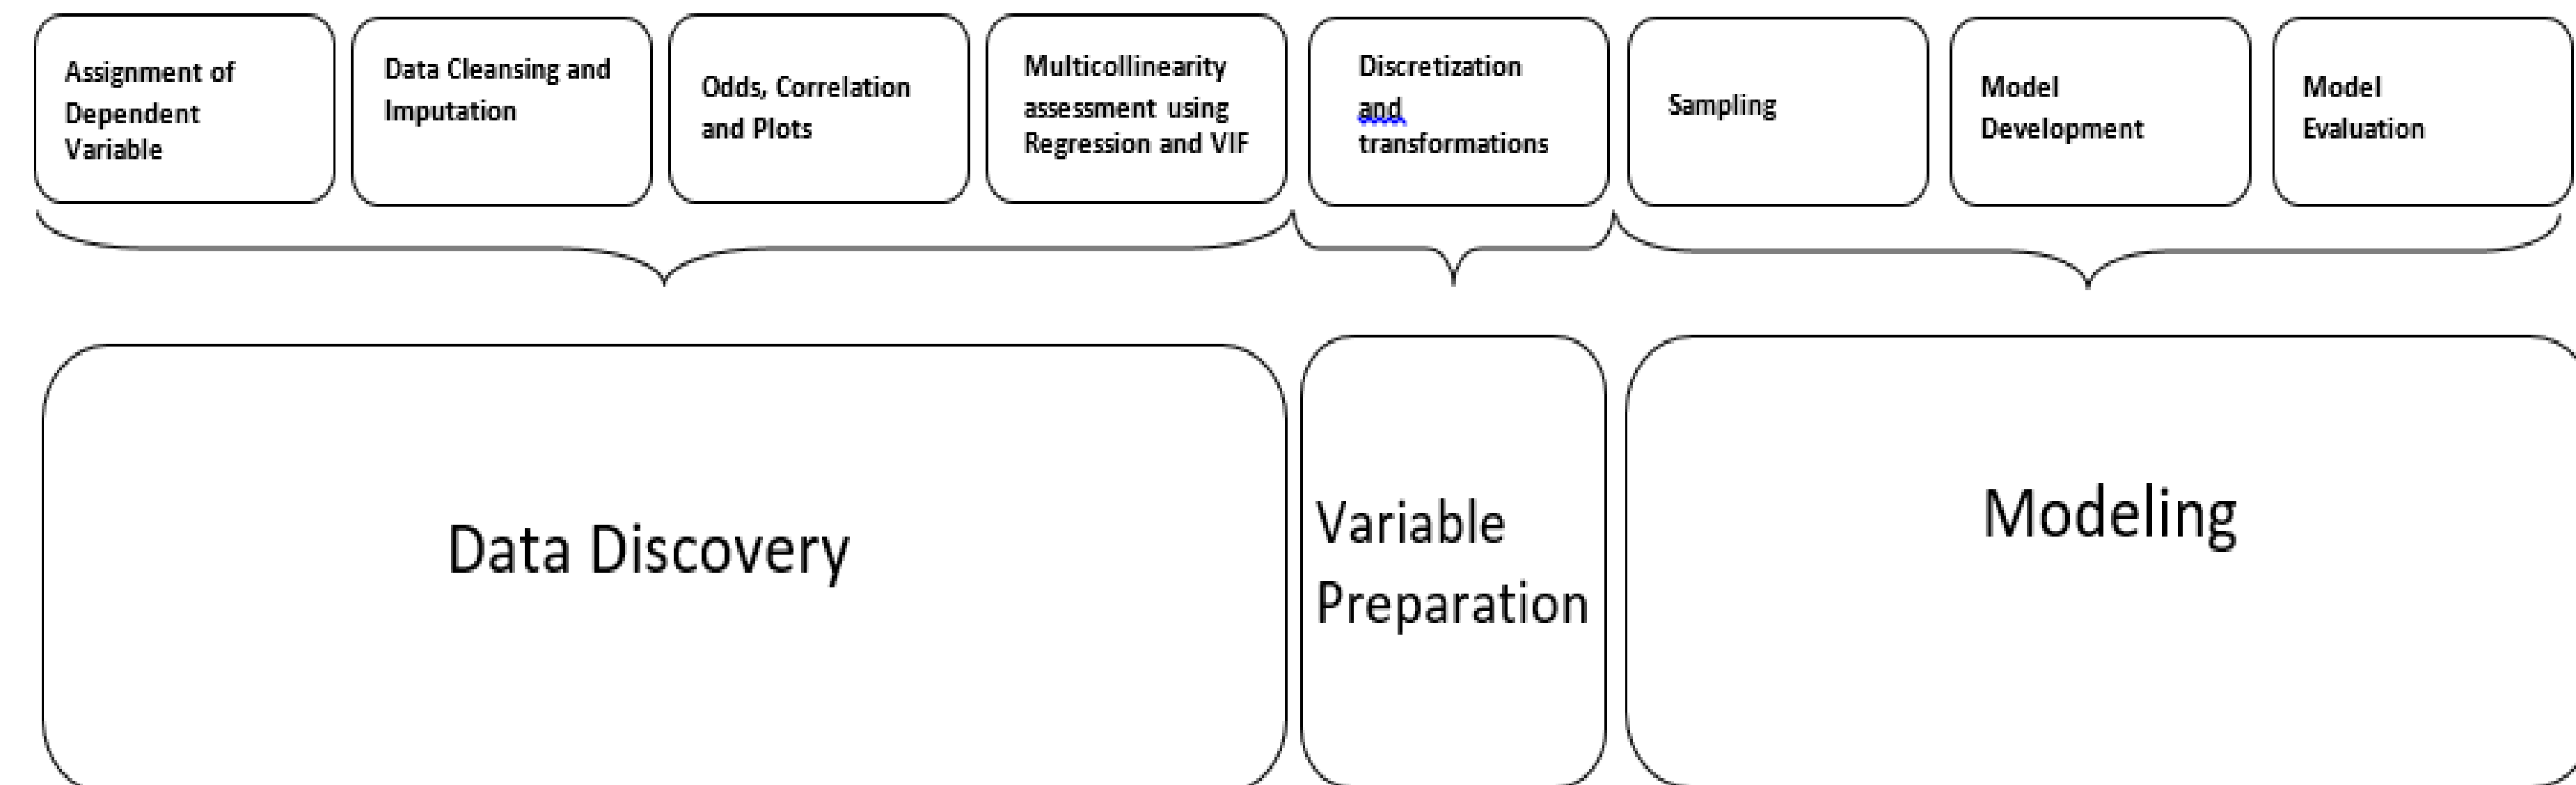 Assignment of
Dependent
Variable
Data Cleansing and
Imputation
Odds, Correlation
and Plots
Multicollinearity
assessment using
Regression and VIF
Discretization
and
transformations
Sampling
Model
Development
Model
Evaluation
Data Discovery
Variable
Preparation
Modeling